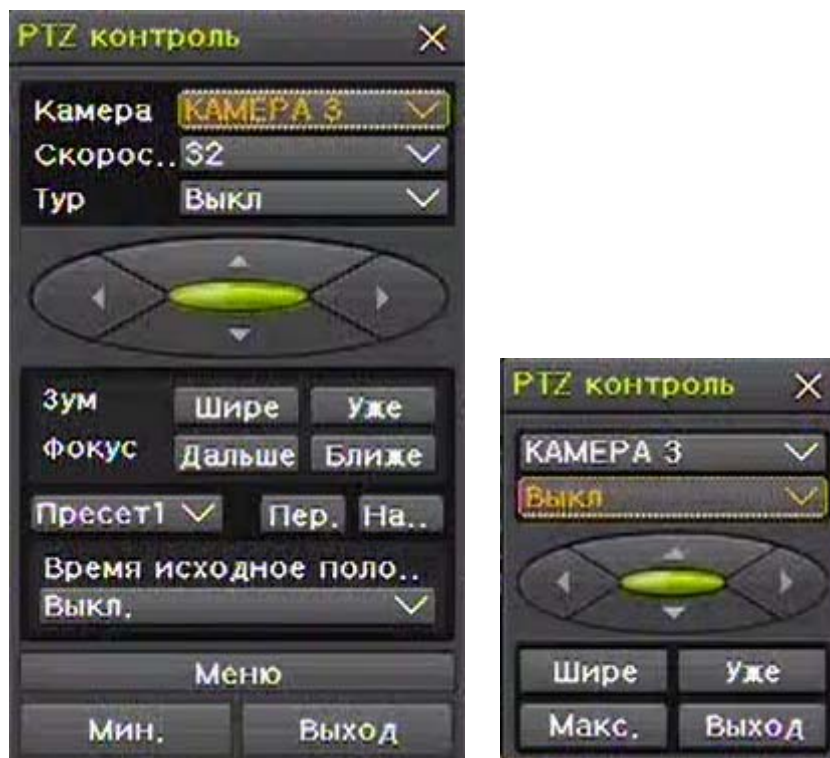 PTZ контроль
Камера КАМЕРА 3
Скорос.. 32
Тур Выкл
Зум Шире Уже
Фокус Дальше Ближе
Пресет1 Пер. На..
Время исходное поло..
Выкл.
Меню
Мин. Выход
PTZ контроль
КАМЕРА 3
Выкл
Шире Уже
Макс. Выход